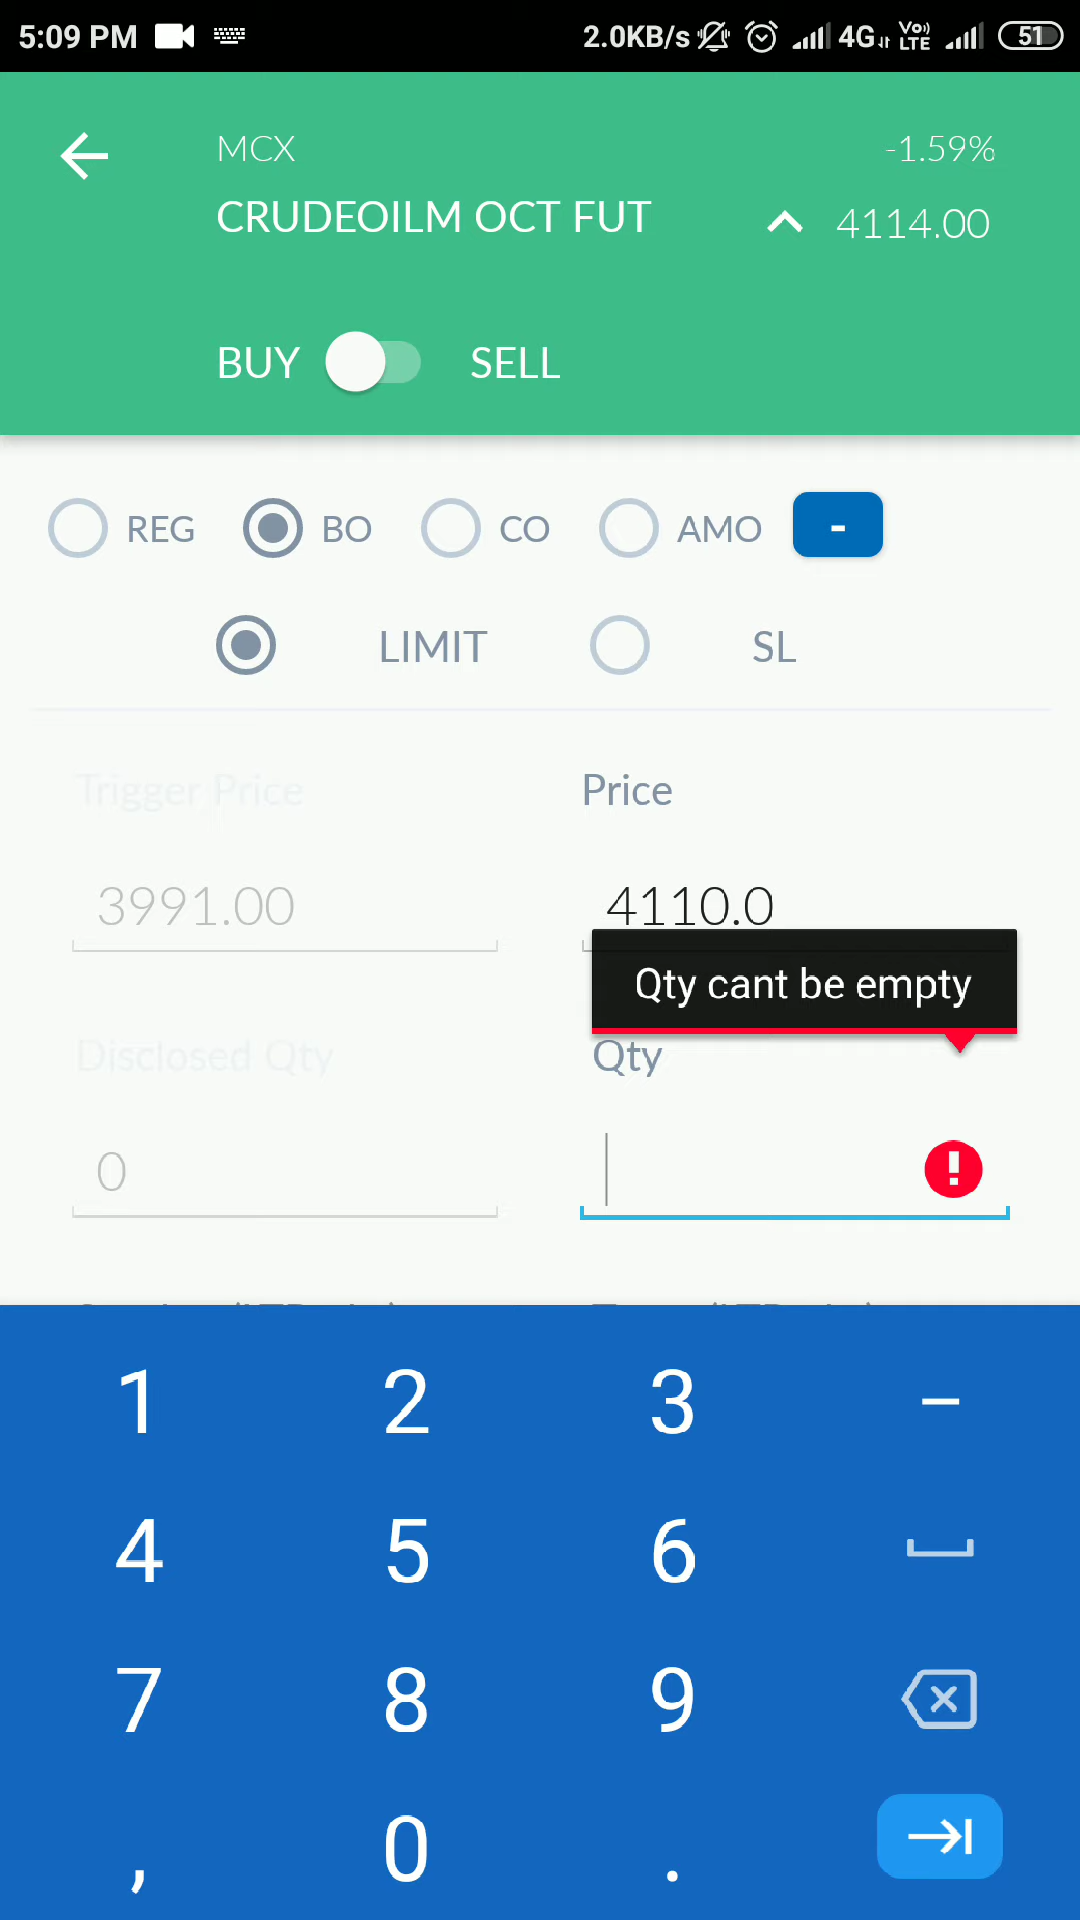 5:09 PM 2.0KB/s 4G VoLTE 51
MCX -1.59%
CRUDEOILM OCT FUT 4114.00
BUY SELL
REG BO CO AMO -
LIMIT SL
Trigger Price Price
3991.00 4110.0
Qty cant be empty
Disclosed Qty Qty
0
1 2 3 –
4 5 6
7 8 9
, 0 .